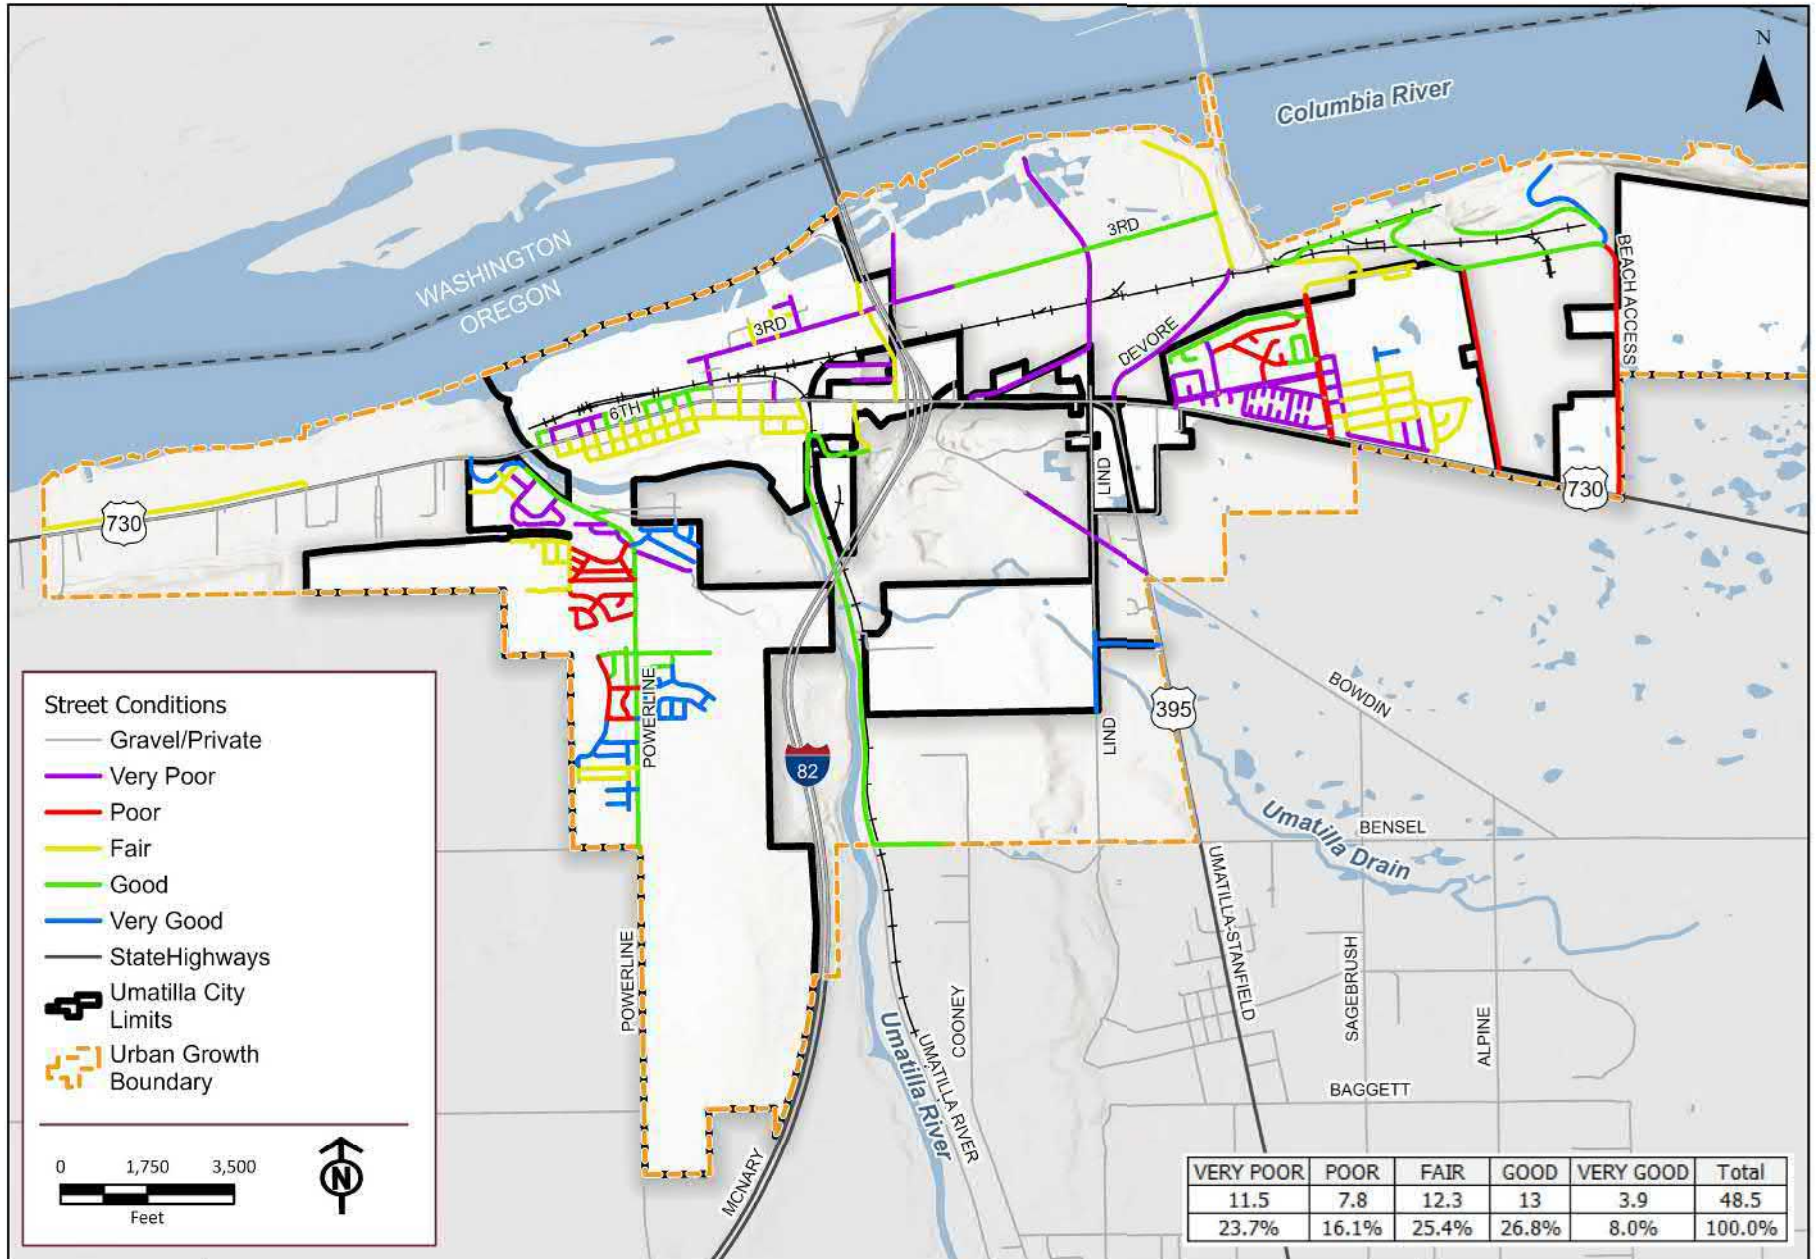 N
Columbia River
WASHINGTON
OREGON
3RD
3RD
BEACH ACCESS
DEVORE
6TH
730
730
LIND
POWERLINE
395
BOWDIN
LIND
82
Umatilla Drain
BENSEL
UMATILLA-STANFIELD
POWERLINE
SAGEBRUSH
COONEY
ALPINE
Umatilla River
UMATILLA RIVER
BAGGETT
MCNARY
Street Conditions
Gravel/Private
Very Poor
Poor
Fair
Good
Very Good
StateHighways
Umatilla City
Limits
Urban Growth
Boundary
0 1,750 3,500
Feet
N
VERY POOR POOR FAIR GOOD VERY GOOD Total
11.5 7.8 12.3 13 3.9 48.5
23.7% 16.1% 25.4% 26.8% 8.0% 100.0%